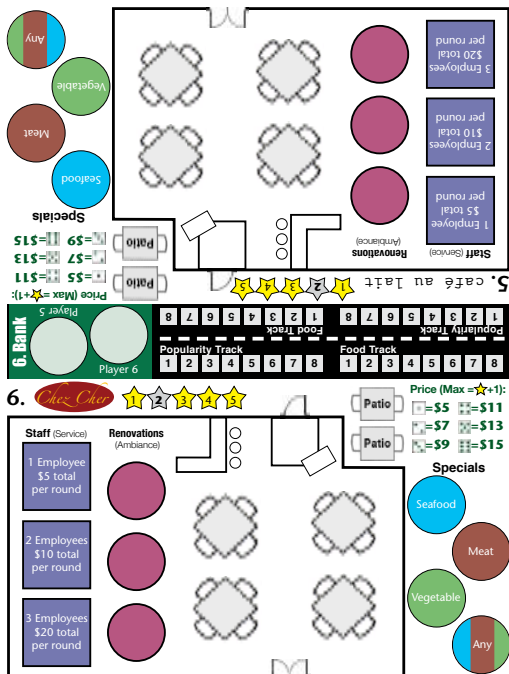 Any
Vegetable
Meat
Seafood
Specials
=$5 =$11
=$7 =$13
=$9 =$15
Price (Max = +1):
Patio
Patio
3 Employees
$20 total
per round
2 Employees
$10 total
per round
1 Employee
$5 total
per round
Renovations
(Ambiance)
Staff (Service)
5. café au lait
1 2 3 4 5
6. Bank
Player 5
Player 6
Popularity Track
1 2 3 4 5 6 7 8
Food Track
1 2 3 4 5 6 7 8
Popularity Track
1 2 3 4 5 6 7 8
Food Track
1 2 3 4 5 6 7 8
6. Chez Cher
1 2 3 4 5
Staff (Service)
Renovations
(Ambiance)
1 Employee
$5 total
per round
2 Employees
$10 total
per round
3 Employees
$20 total
per round
Patio
Patio
Price (Max = +1):
=$5 =$11
=$7 =$13
=$9 =$15
Specials
Seafood
Meat
Vegetable
Any